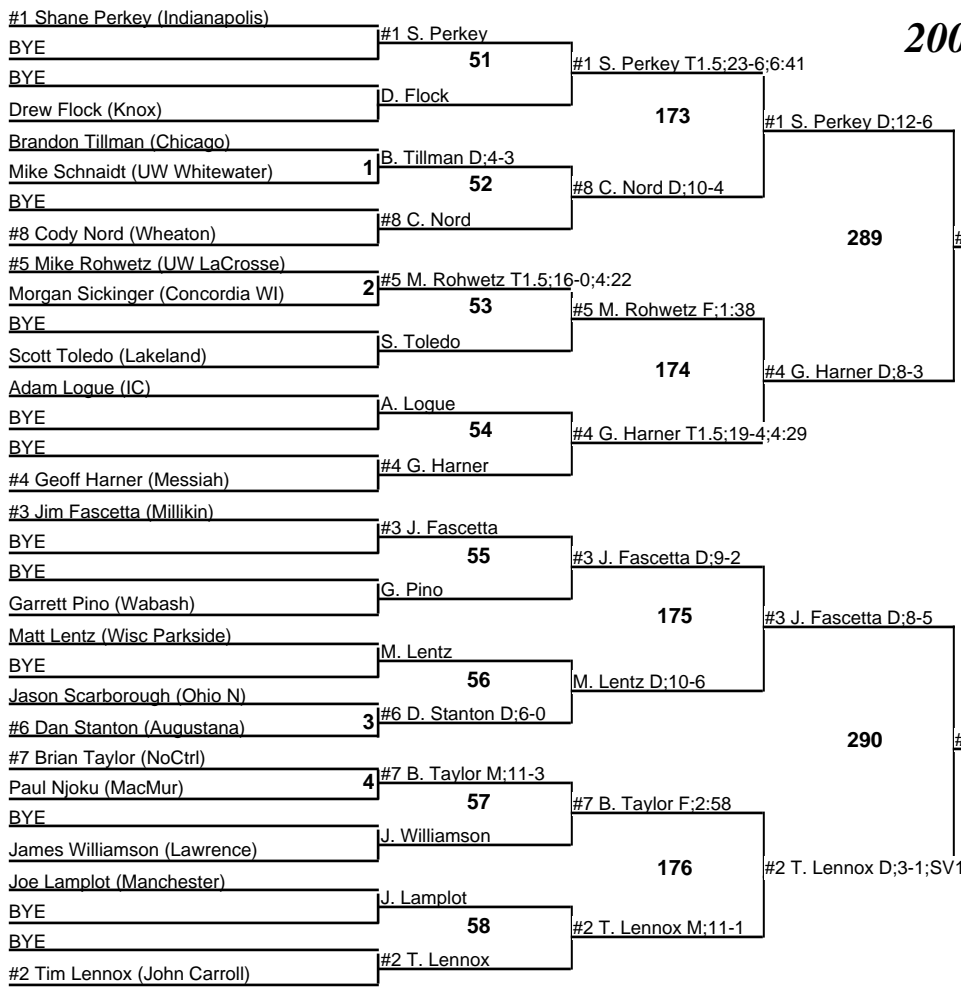 #1 Shane Perkey (Indianapolis)
BYE
BYE
Drew Flock (Knox)
Brandon Tillman (Chicago)
Mike Schnaidt (UW Whitewater)
BYE
#8 Cody Nord (Wheaton)
#5 Mike Rohwetz (UW LaCrosse)
Morgan Sickinger (Concordia WI)
BYE
Scott Toledo (Lakeland)
Adam Logue (IC)
BYE
BYE
#4 Geoff Harner (Messiah)
#3 Jim Fascetta (Millikin)
BYE
BYE
Garrett Pino (Wabash)
Matt Lentz (Wisc Parkside)
BYE
Jason Scarborough (Ohio N)
#6 Dan Stanton (Augustana)
#7 Brian Taylor (NoCtrl)
Paul Njoku (MacMur)
BYE
James Williamson (Lawrence)
Joe Lamplot (Manchester)
BYE
BYE
#2 Tim Lennox (John Carroll)
1
2
3
4
#1 S. Perkey
51
D. Flock
B. Tillman D;4-3
52
#8 C. Nord
#5 M. Rohwetz T1.5;16-0;4:22
53
S. Toledo
A. Logue
54
#4 G. Harner
#3 J. Fascetta
55
G. Pino
M. Lentz
56
#6 D. Stanton D;6-0
#7 B. Taylor M;11-3
57
J. Williamson
J. Lamplot
58
#2 T. Lennox
#1 S. Perkey T1.5;23-6;6:41
173
#8 C. Nord D;10-4
#5 M. Rohwetz F;1:38
174
#4 G. Harner T1.5;19-4;4:29
#3 J. Fascetta D;9-2
175
M. Lentz D;10-6
#7 B. Taylor F;2:58
176
#2 T. Lennox M;11-1
200
#1 S. Perkey D;12-6
289
#4 G. Harner D;8-3
#3 J. Fascetta D;8-5
290
#2 T. Lennox D;3-1;SV1
#
#